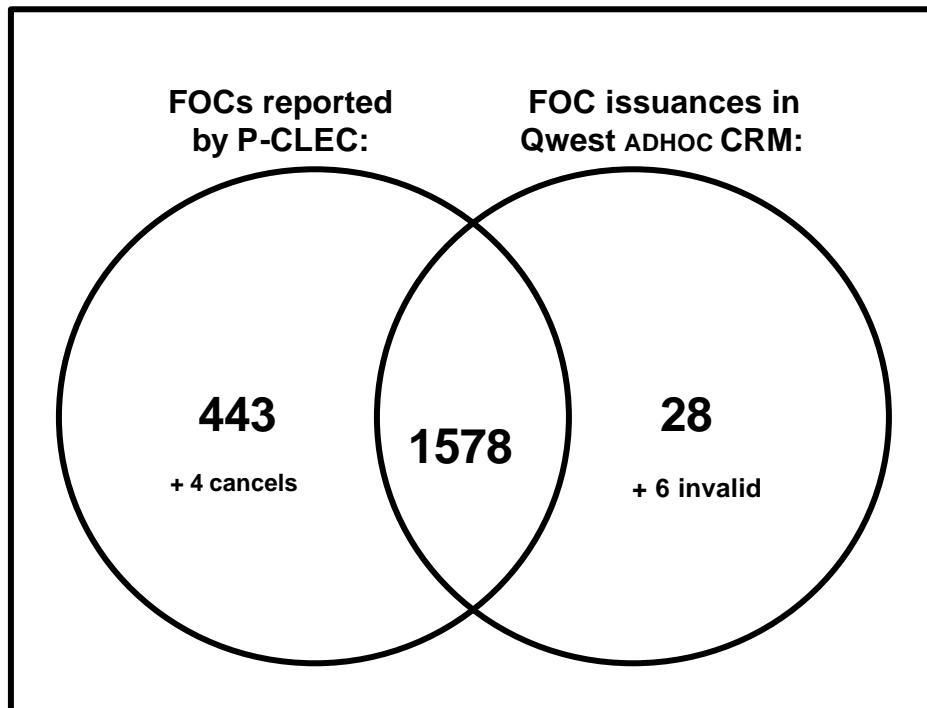 FOCs reported
by P-CLEC:
FOC issuances in
Qwest ADHOC CRM:
443
+ 4 cancels
1578
28
+ 6 invalid